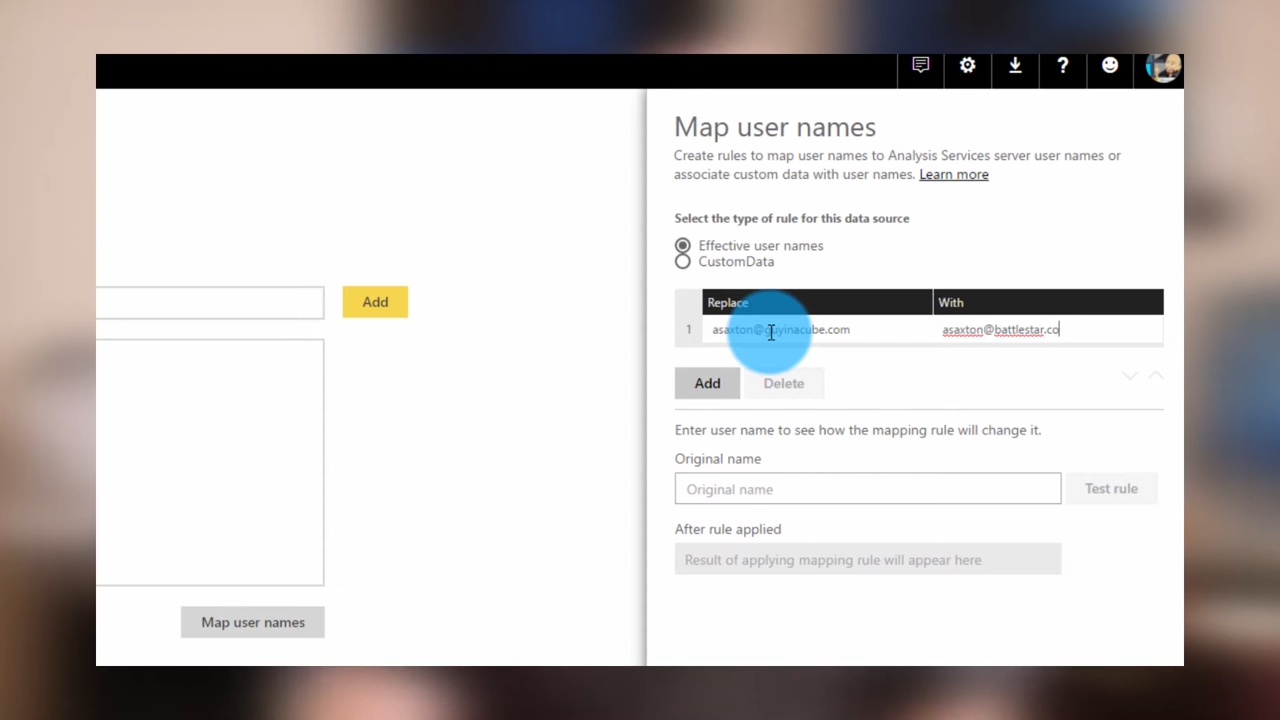 ?
Map user names
Create rules to map user names to Analysis Services server user names or
associate custom data with user names. Learn more
Select the type of rule for this data source
Effective user names
CustomData
Add
Replace With
1 asaxton@guyinacube.com asaxton@battlestar.co
Add Delete
Enter user name to see how the mapping rule will change it.
Original name
Original name Test rule
After rule applied
Result of applying mapping rule will appear here
Map user names